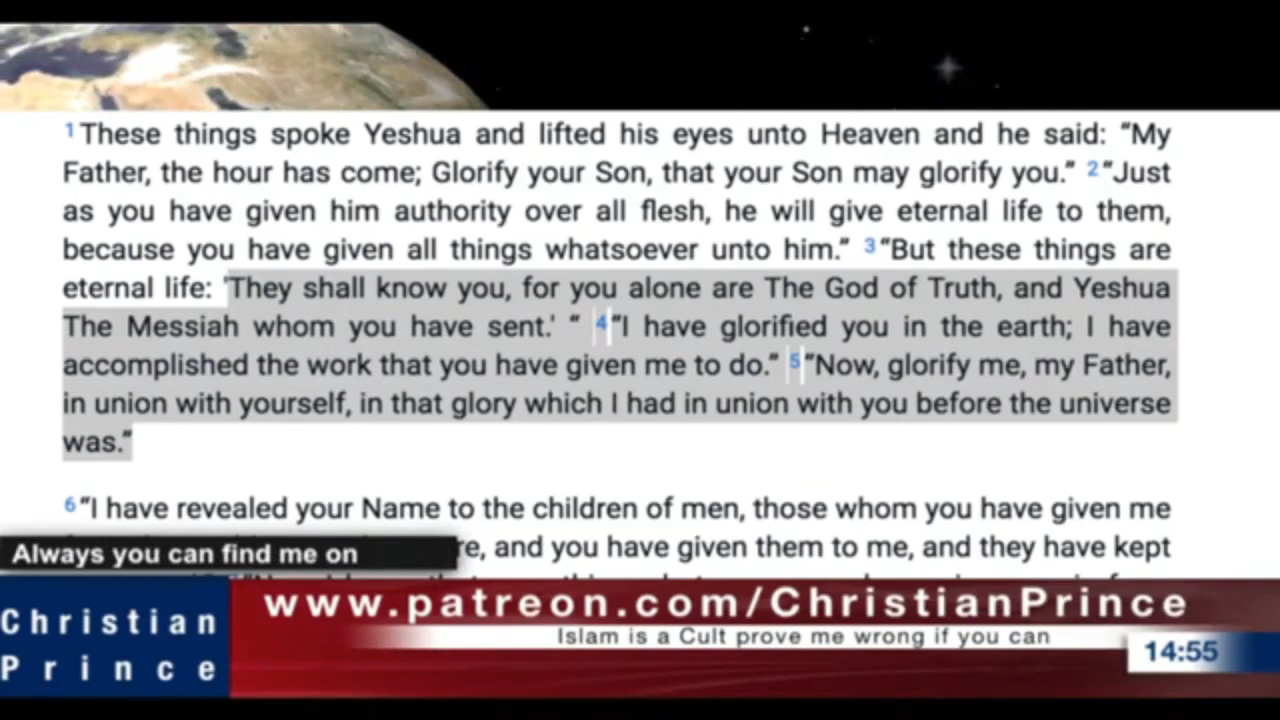 1 These things spoke Yeshua and lifted his eyes unto Heaven and he said: “My
Father, the hour has come; Glorify your Son, that your Son may glorify you.” 2 “Just
as you have given him authority over all flesh, he will give eternal life to them,
because you have given all things whatsoever unto him.” 3 “But these things are
eternal life: 'They shall know you, for you alone are The God of Truth, and Yeshua
The Messiah whom you have sent.' “ 4 “I have glorified you in the earth; I have
accomplished the work that you have given me to do.” 5 “Now, glorify me, my Father,
in union with yourself, in that glory which I had in union with you before the universe
was.”
6 “I have revealed your Name to the children of men, those whom you have given me
and you have given them to me, and they have kept
Always you can find me on
Christian
Prince
www.patreon.com/ChristianPrince
Islam is a Cult prove me wrong if you can
14:55